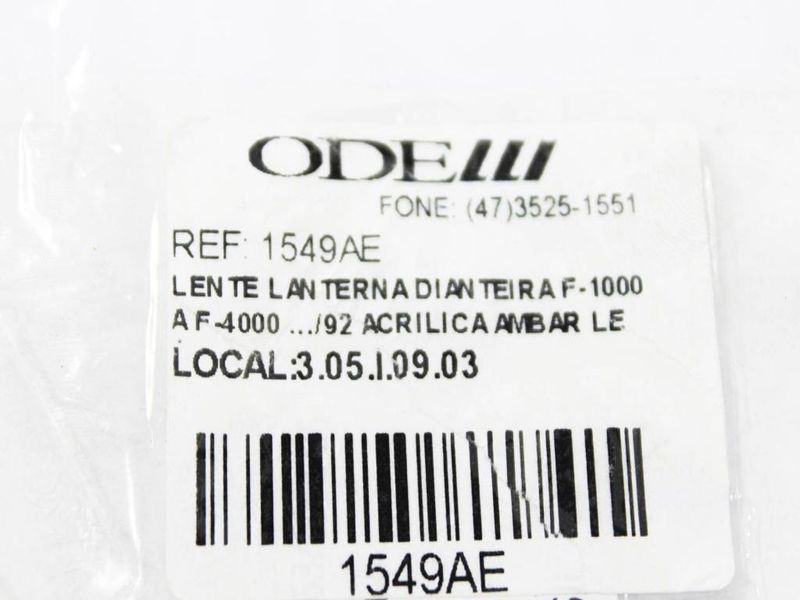 ODElli
FONE: (47)3525-1551
REF: 1549AE
LENTE LANTERNA DIANTEIRA F-1000
A F-4000 .../92 ACRILICA AMBAR LE
LOCAL:3.05.I.09.03
1549AE